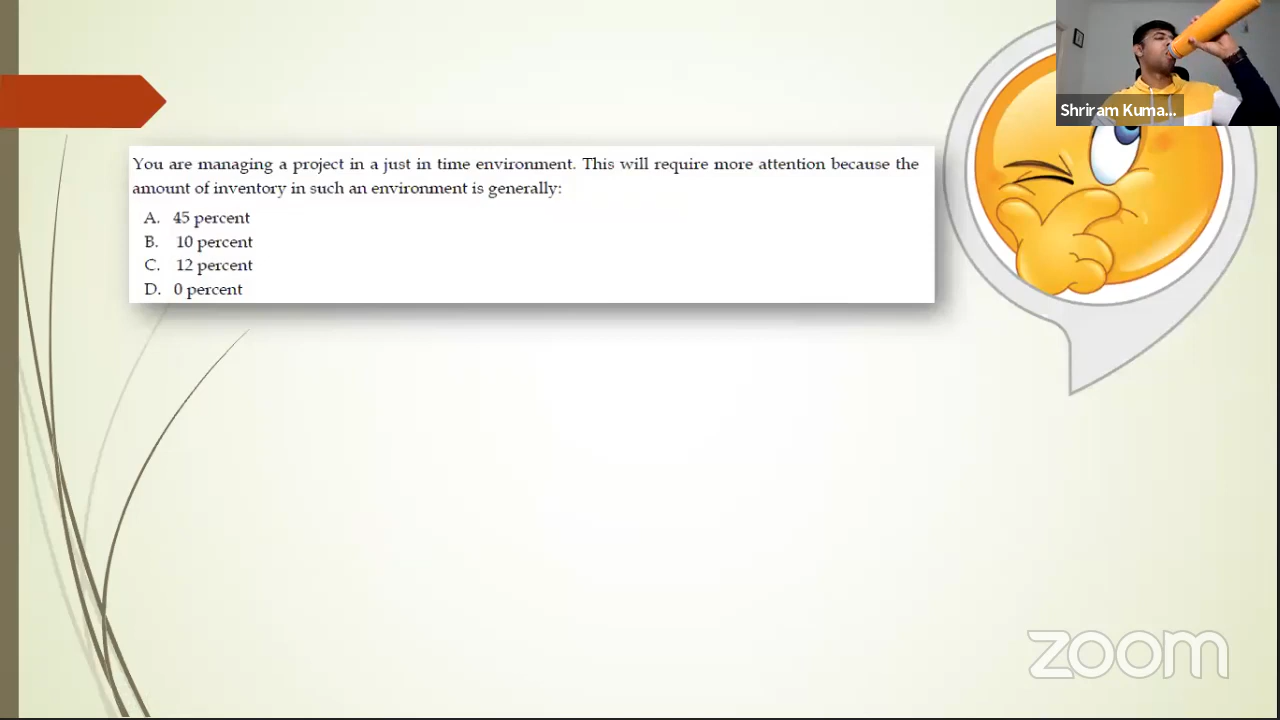 Shriram Kuma...
You are managing a project in a just in time environment. This will require more attention because the
amount of inventory in such an environment is generally:
A. 45 percent
B. 10 percent
C. 12 percent
D. 0 percent
zoom